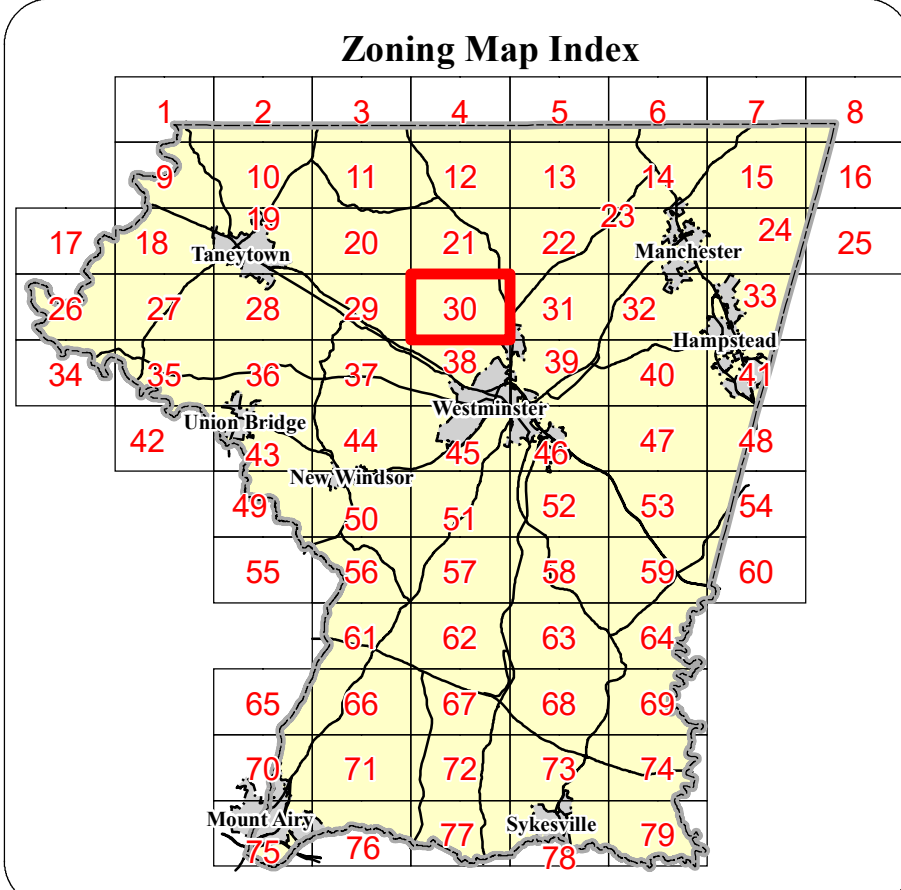 Zoning Map Index
1 2 3 4 5 6 7 8
9 10 11 12 13 14 15 16
17 18 19 20 21 22 23 24 25
Taneytown
Manchester
26 27 28 29 30 31 32 33
Hampstead
34 35 36 37 38 39 40 41
Westminster
Union Bridge
42 43 44 45 46 47 48
New Windsor
49 50 51 52 53 54
55 56 57 58 59 60
61 62 63 64
65 66 67 68 69
70 71 72 73 74
Mount Airy
Sykesville
75 76 77 78 79